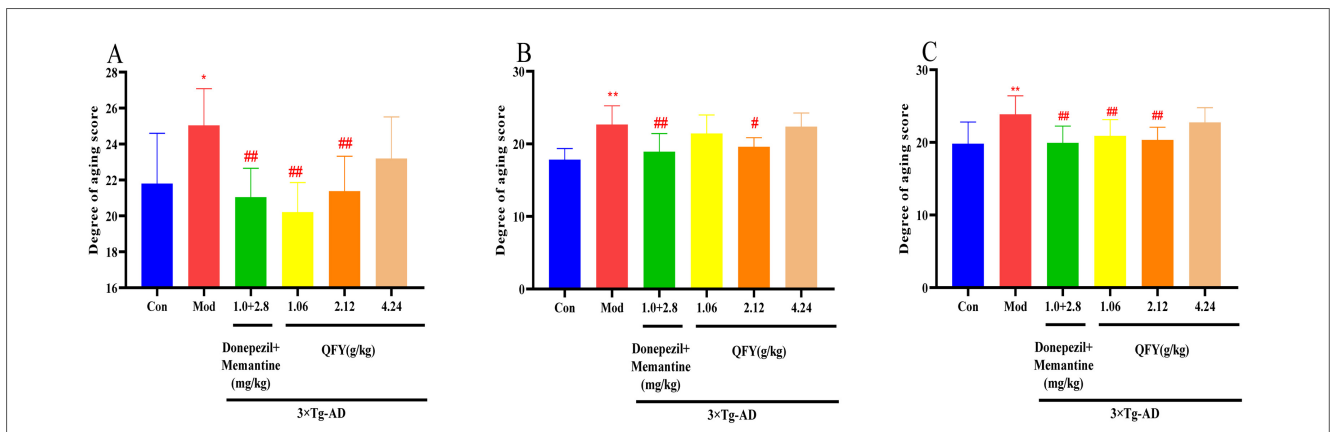 A
Degree of aging score
28
26
24
22
20
18
16
*
##
##
##
Con
Mod
1.0+2.8
1.06
2.12
4.24
Donepezil+
Memantine
(mg/kg)
QFY(g/kg)
3×Tg-AD
B
Degree of aging score
30
20
10
0
**
##
#
Con
Mod
1.0+2.8
1.06
2.12
4.24
Donepezil+
Memantine
(mg/kg)
QFY(g/kg)
3×Tg-AD
C
Degree of aging score
30
20
10
0
**
##
##
##
Con
Mod
1.0+2.8
1.06
2.12
4.24
Donepezil+
Memantine
(mg/kg)
QFY(g/kg)
3×Tg-AD